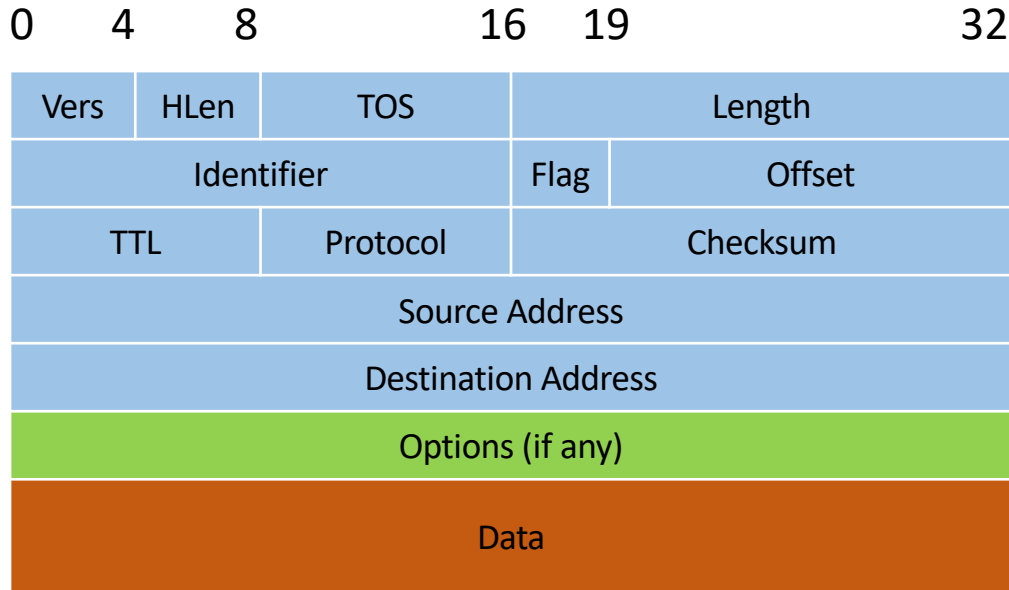 0 4 8 16 19 32
Vers HLen TOS Length
Identifier Flag Offset
TTL Protocol Checksum
Source Address
Destination Address
Options (if any)
Data